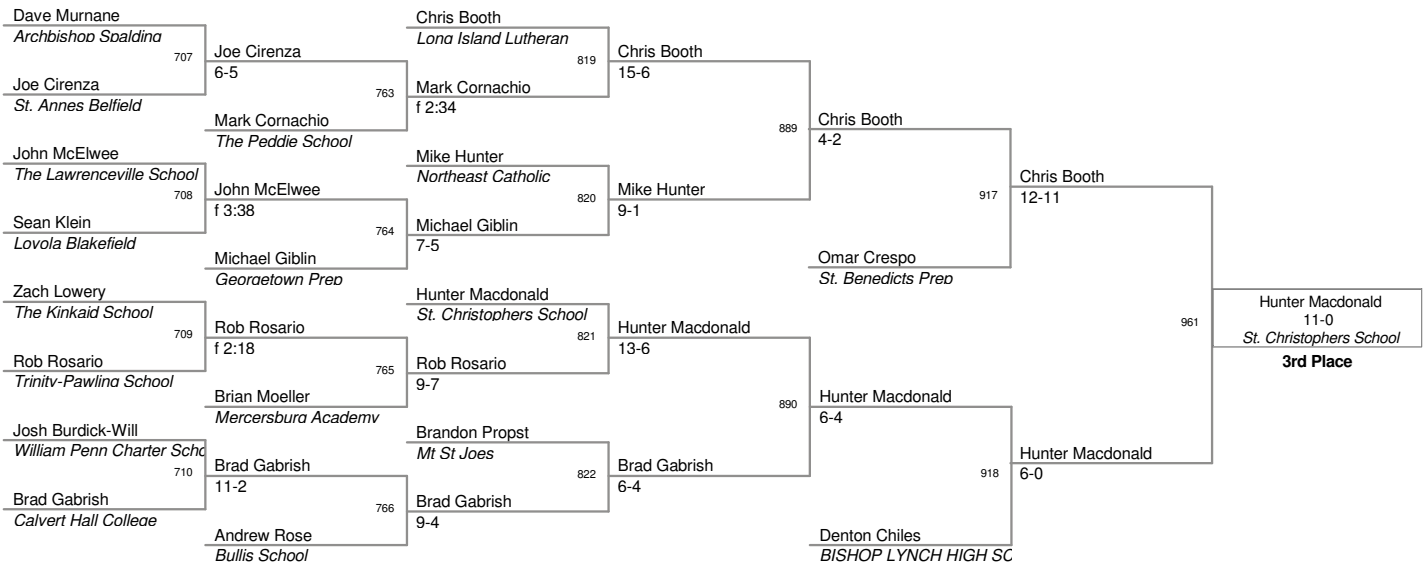 Dave Murnane
Archbishop Spalding
707
Joe Cirenza
St. Annes Belfield
John McElwee
The Lawrenceville School
708
Sean Klein
Loyola Blakefield
Zach Lowery
The Kinkaid School
709
Rob Rosario
Trinity-Pawling School
Josh Burdick-Will
William Penn Charter Scho
710
Brad Gabrish
Calvert Hall College
Joe Cirenza
6-5
763
Mark Cornachio
The Peddie School
John McElwee
f 3:38
764
Michael Giblin
Georgetown Prep
Rob Rosario
f 2:18
765
Brian Moeller
Mercersburg Academy
Brad Gabrish
11-2
766
Andrew Rose
Bullis School
Chris Booth
Long Island Lutheran
819
Mark Cornachio
f 2:34
Mike Hunter
Northeast Catholic
820
Michael Giblin
7-5
Hunter Macdonald
St. Christophers School
821
Rob Rosario
9-7
Brandon Propst
Mt St Joes
822
Brad Gabrish
9-4
Chris Booth
15-6
889
Mike Hunter
9-1
Hunter Macdonald
13-6
890
Brad Gabrish
6-4
Chris Booth
4-2
917
Omar Crespo
St. Benedicts Prep
Hunter Macdonald
6-4
918
Denton Chiles
BISHOP LYNCH HIGH SC
Chris Booth
12-11
961
Hunter Macdonald
6-0
Hunter Macdonald
11-0
St. Christophers School
3rd Place